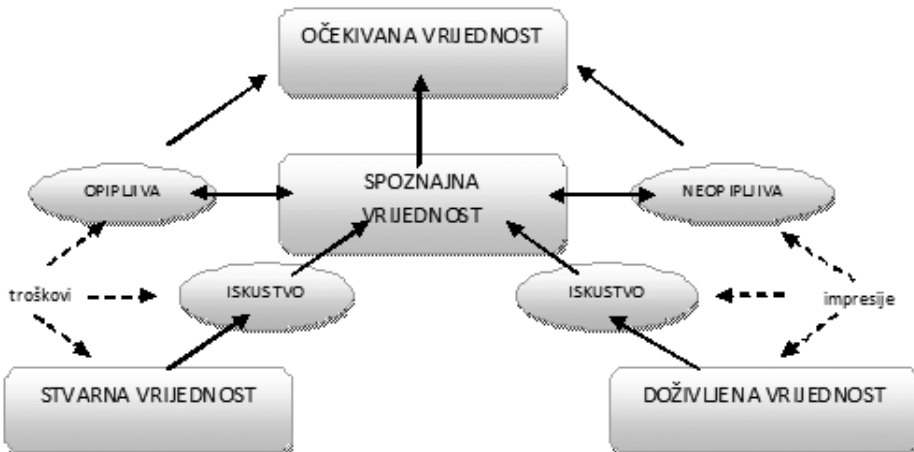 OČEKIVANA VRIJEDNOST
OPIPLJIVA
SPOZNAJNA
VRIJEDNOST
NEOPIPLJIVA
troškovi
ISKUSTVO
ISKUSTVO
impresije
STVARNA VRIJEDNOST
DOŽIVLJENA VRIJEDNOST